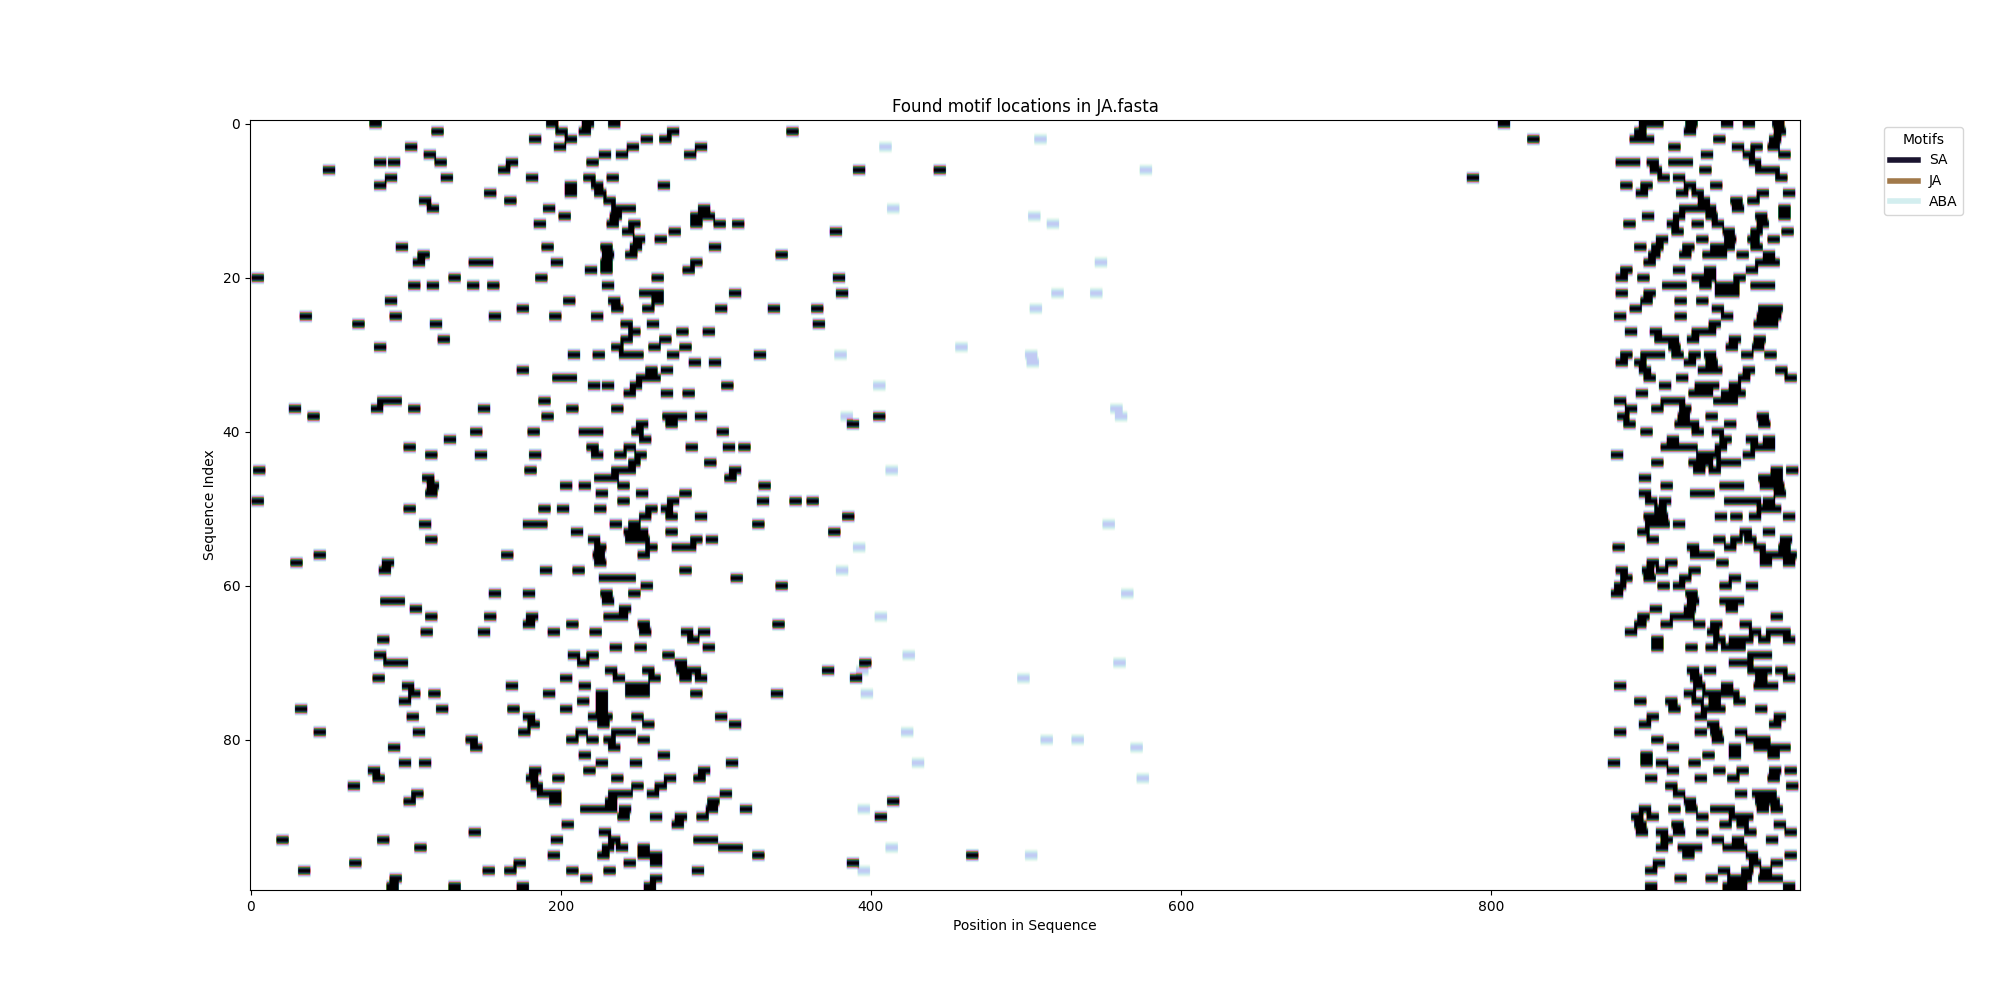 Found motif locations in JA.fasta
Motifs
SA
JA
ABA
Sequence Index
0
20
40
60
80
0
200
400
600
800
Position in Sequence